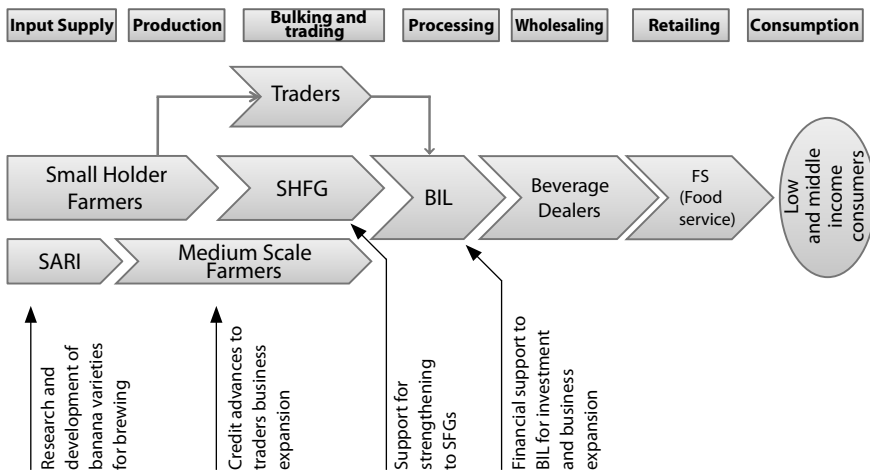 Input Supply
Production
Bulking and
trading
Processing
Wholesaling
Retailing
Consumption
Traders
Small Holder
Farmers
SHFG
BIL
Beverage
Dealers
FS
(Food
service)
Low
and middle
income
consumers
SARI
Medium Scale
Farmers
Research and
development of
banana varieties
for brewing
Credit advances to
traders business
expansion
Support for
strengthening
to SFGs
Financial support to
BIL for investment
and business
expansion